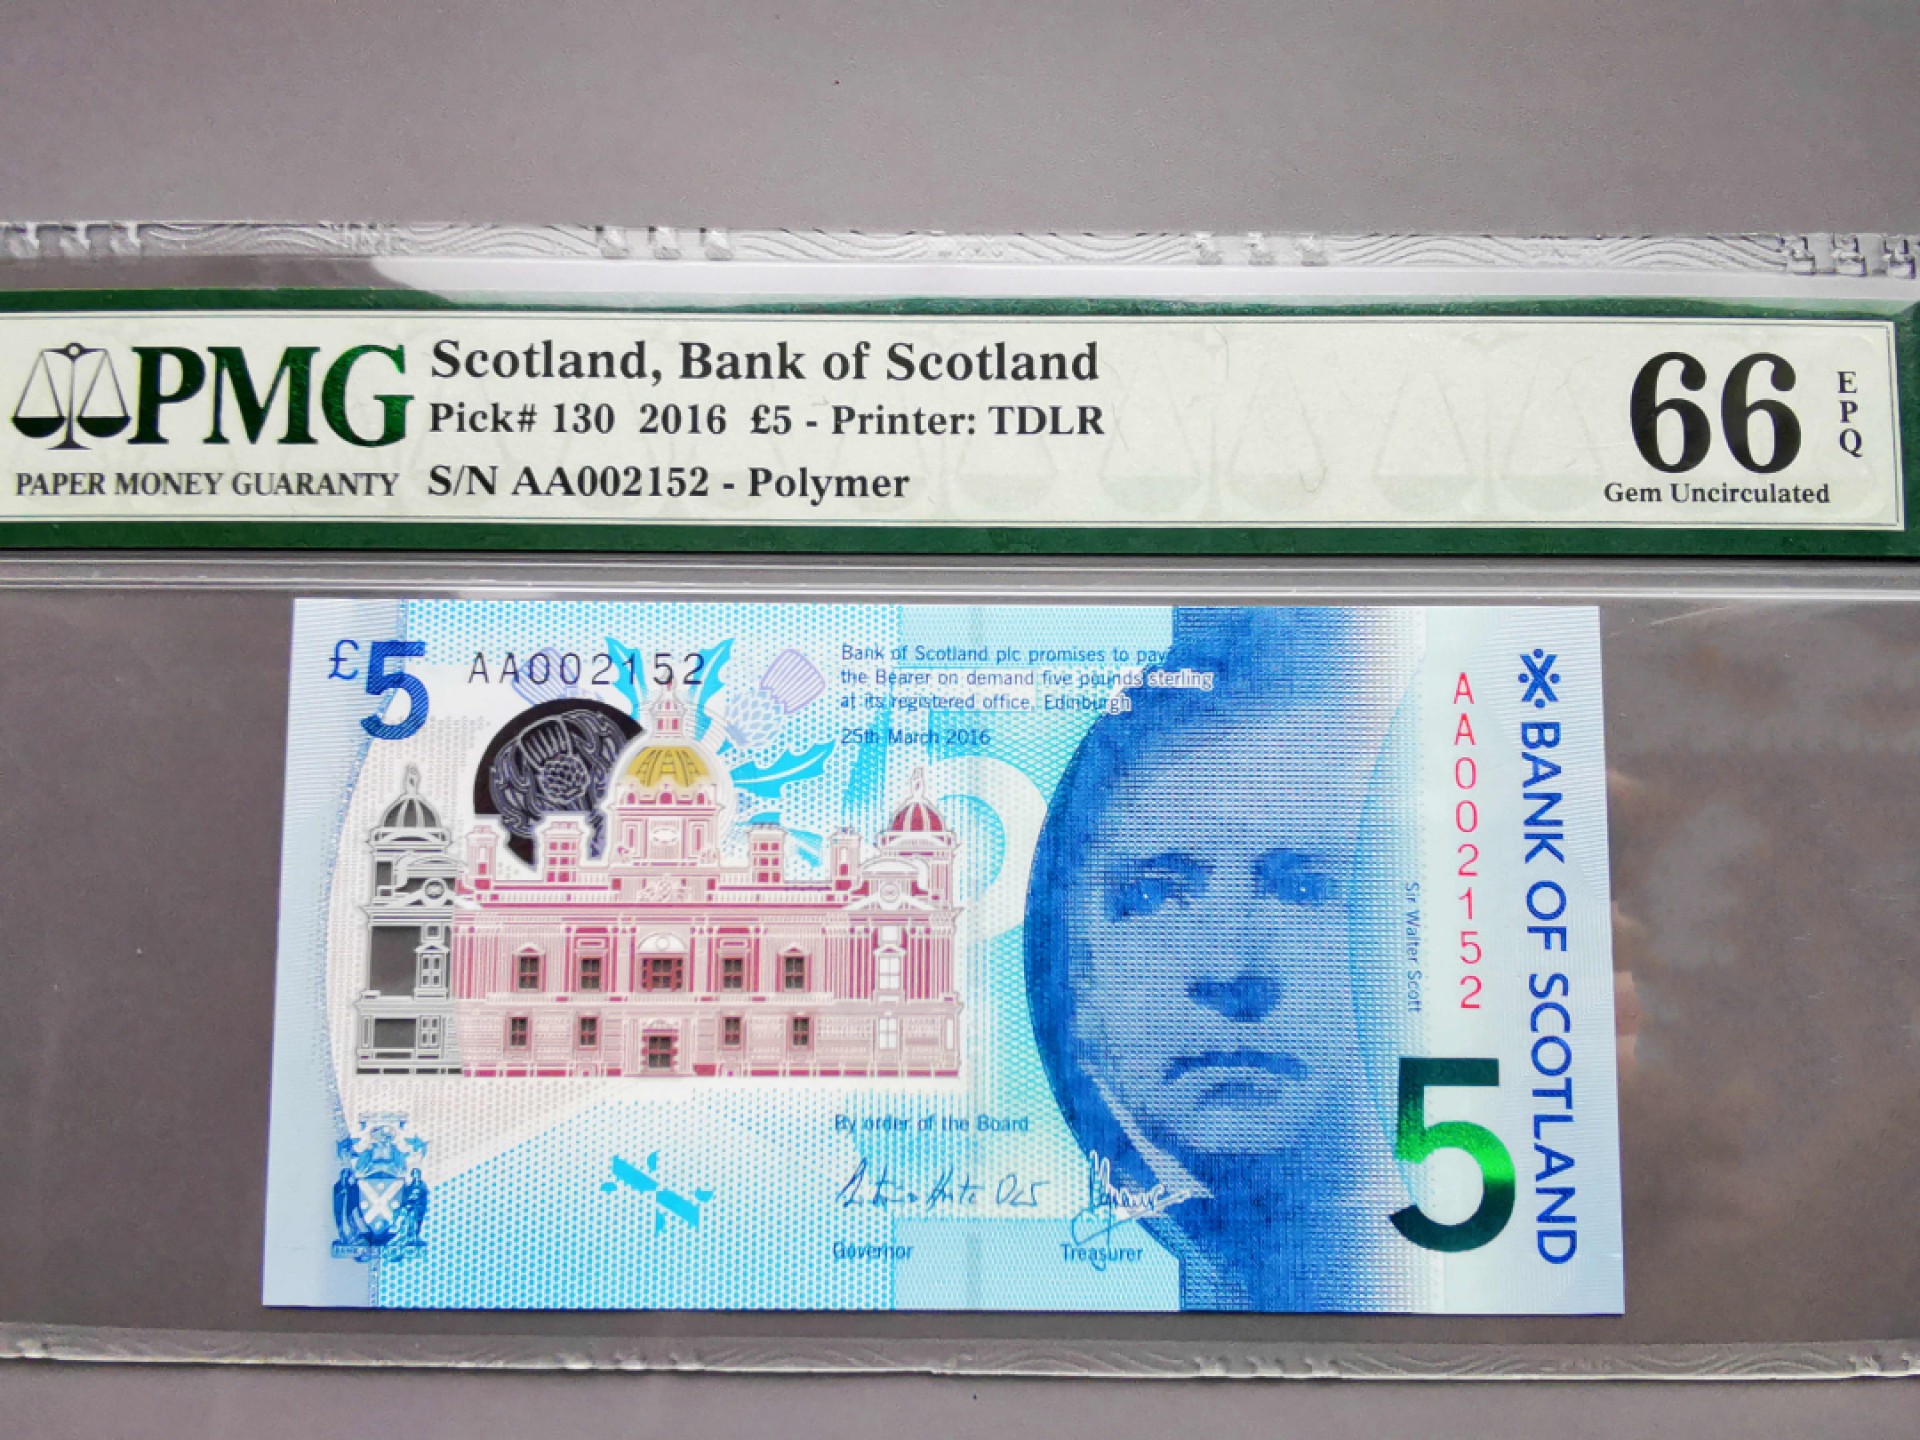 PMG
PAPER MONEY GUARANTY
Scotland, Bank of Scotland
Pick# 130 2016 £5 - Printer: TDLR
S/N AA002152 - Polymer
66
EPQ
Gem Uncirculated
£5
AA002152
Bank of Scotland plc promises to pay
the Bearer on demand five pounds sterling
at its registered office, Edinburgh
25th March 2016
By order of the Board
Governor
Treasurer
Sir Walter Scott
AA002152
5
BANK OF SCOTLAND